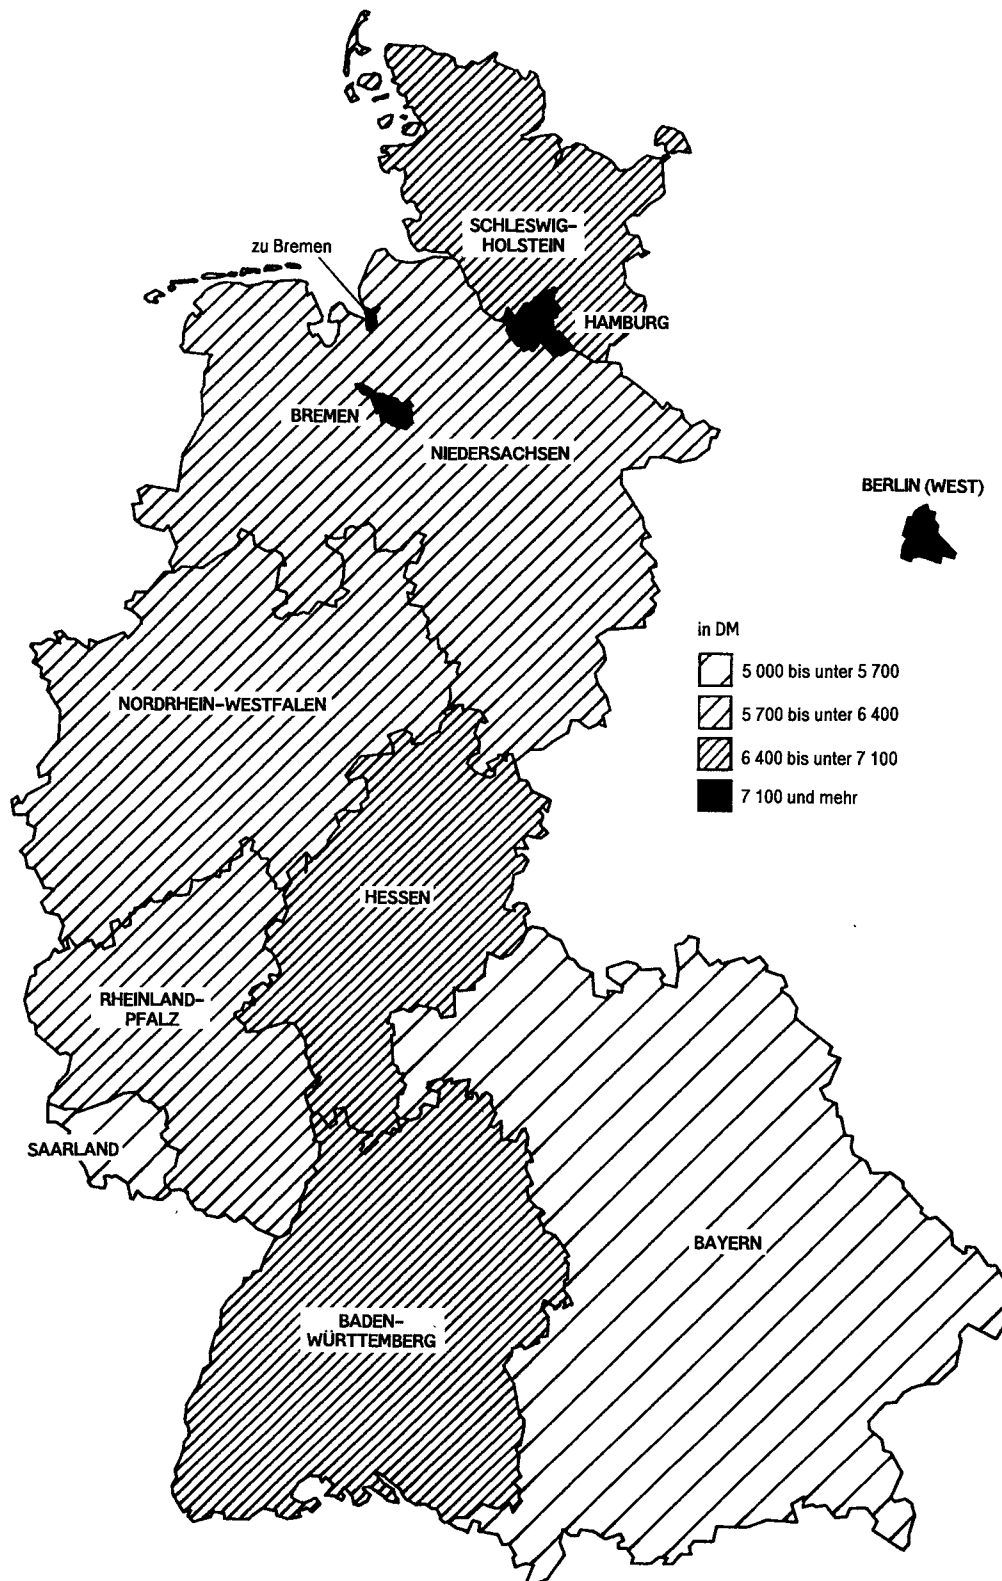 SCHLESWIG-
HOLSTEIN
zu Bremen
HAMBURG
BREMEN
NIEDERSACHSEN
BERLIN (WEST)
in DM
5 000 bis unter 5 700
5 700 bis unter 6 400
6 400 bis unter 7 100
7 100 und mehr
NORDRHEIN-WESTFALEN
HESSEN
RHEINLAND-
PFALZ
SAARLAND
BAYERN
BADEN-
WÜRTTEMBERG